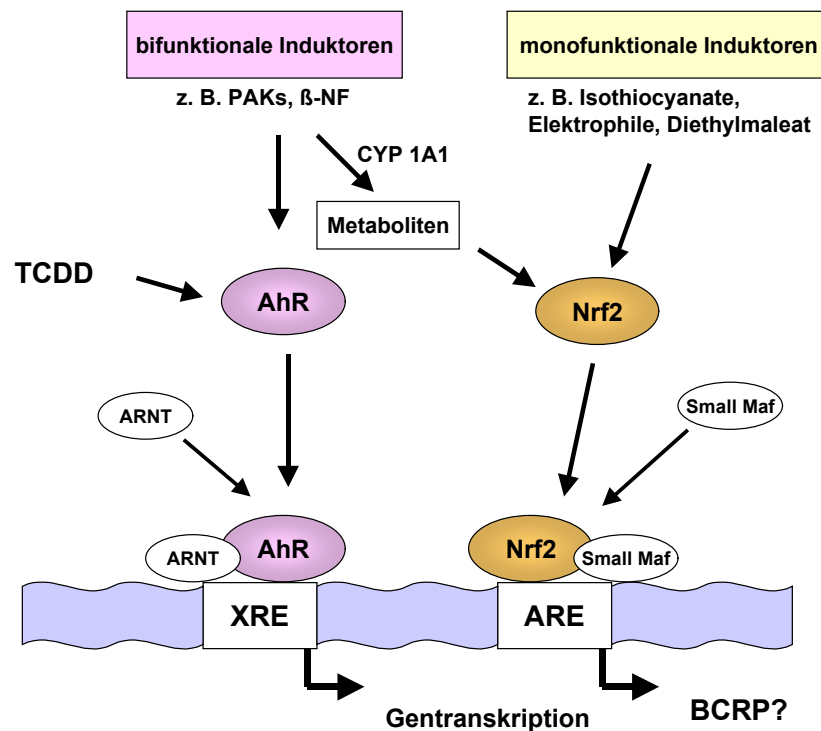 bifunktionale Induktoren
monofunktionale Induktoren
z. B. PAKs, ß-NF
z. B. Isothiocyanate,
Elektrophile, Diethylmaleat
CYP 1A1
Metaboliten
TCDD
AhR
Nrf2
ARNT
Small Maf
ARNT
AhR
Nrf2
Small Maf
XRE
ARE
Gentranskription
BCRP?